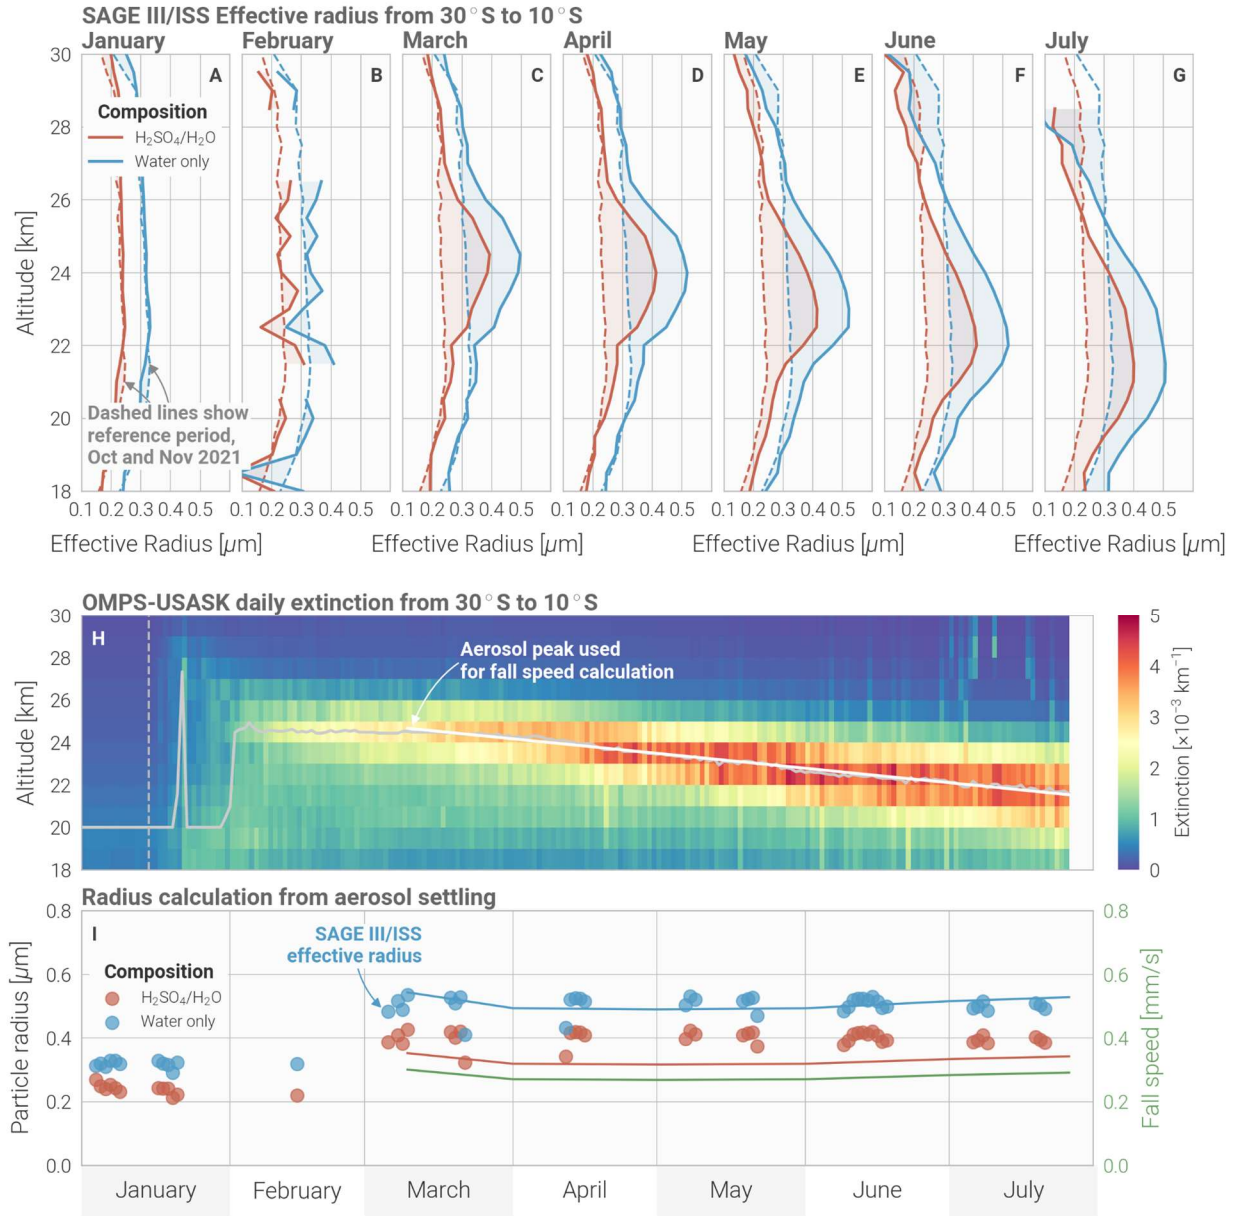 SAGE III/ISS Effective radius from 30°S to 10°S
January
February
March
April
May
June
July
A
B
C
D
E
F
G
30
28
26
24
22
20
18
Altitude [km]
Composition
H₂SO₄/H₂O
Water only
Dashed lines show
reference period,
Oct and Nov 2021
0.1 0.2 0.3 0.4 0.5
0.1 0.2 0.3 0.4 0.5
0.1 0.2 0.3 0.4 0.5
0.1 0.2 0.3 0.4 0.5
0.1 0.2 0.3 0.4 0.5
0.1 0.2 0.3 0.4 0.5
0.1 0.2 0.3 0.4 0.5
Effective Radius [μm]
Effective Radius [μm]
Effective Radius [μm]
Effective Radius [μm]
OMPS-USASK daily extinction from 30°S to 10°S
H
30
28
26
24
22
20
18
Altitude [km]
Aerosol peak used
for fall speed calculation
5
4
3
2
1
0
Extinction [×10⁻³ km⁻¹]
Radius calculation from aerosol settling
I
0.8
0.6
0.4
0.2
0.0
Particle radius [μm]
SAGE III/ISS
effective radius
Composition
H₂SO₄/H₂O
Water only
0.8
0.6
0.4
0.2
0.0
Fall speed [mm/s]
January
February
March
April
May
June
July